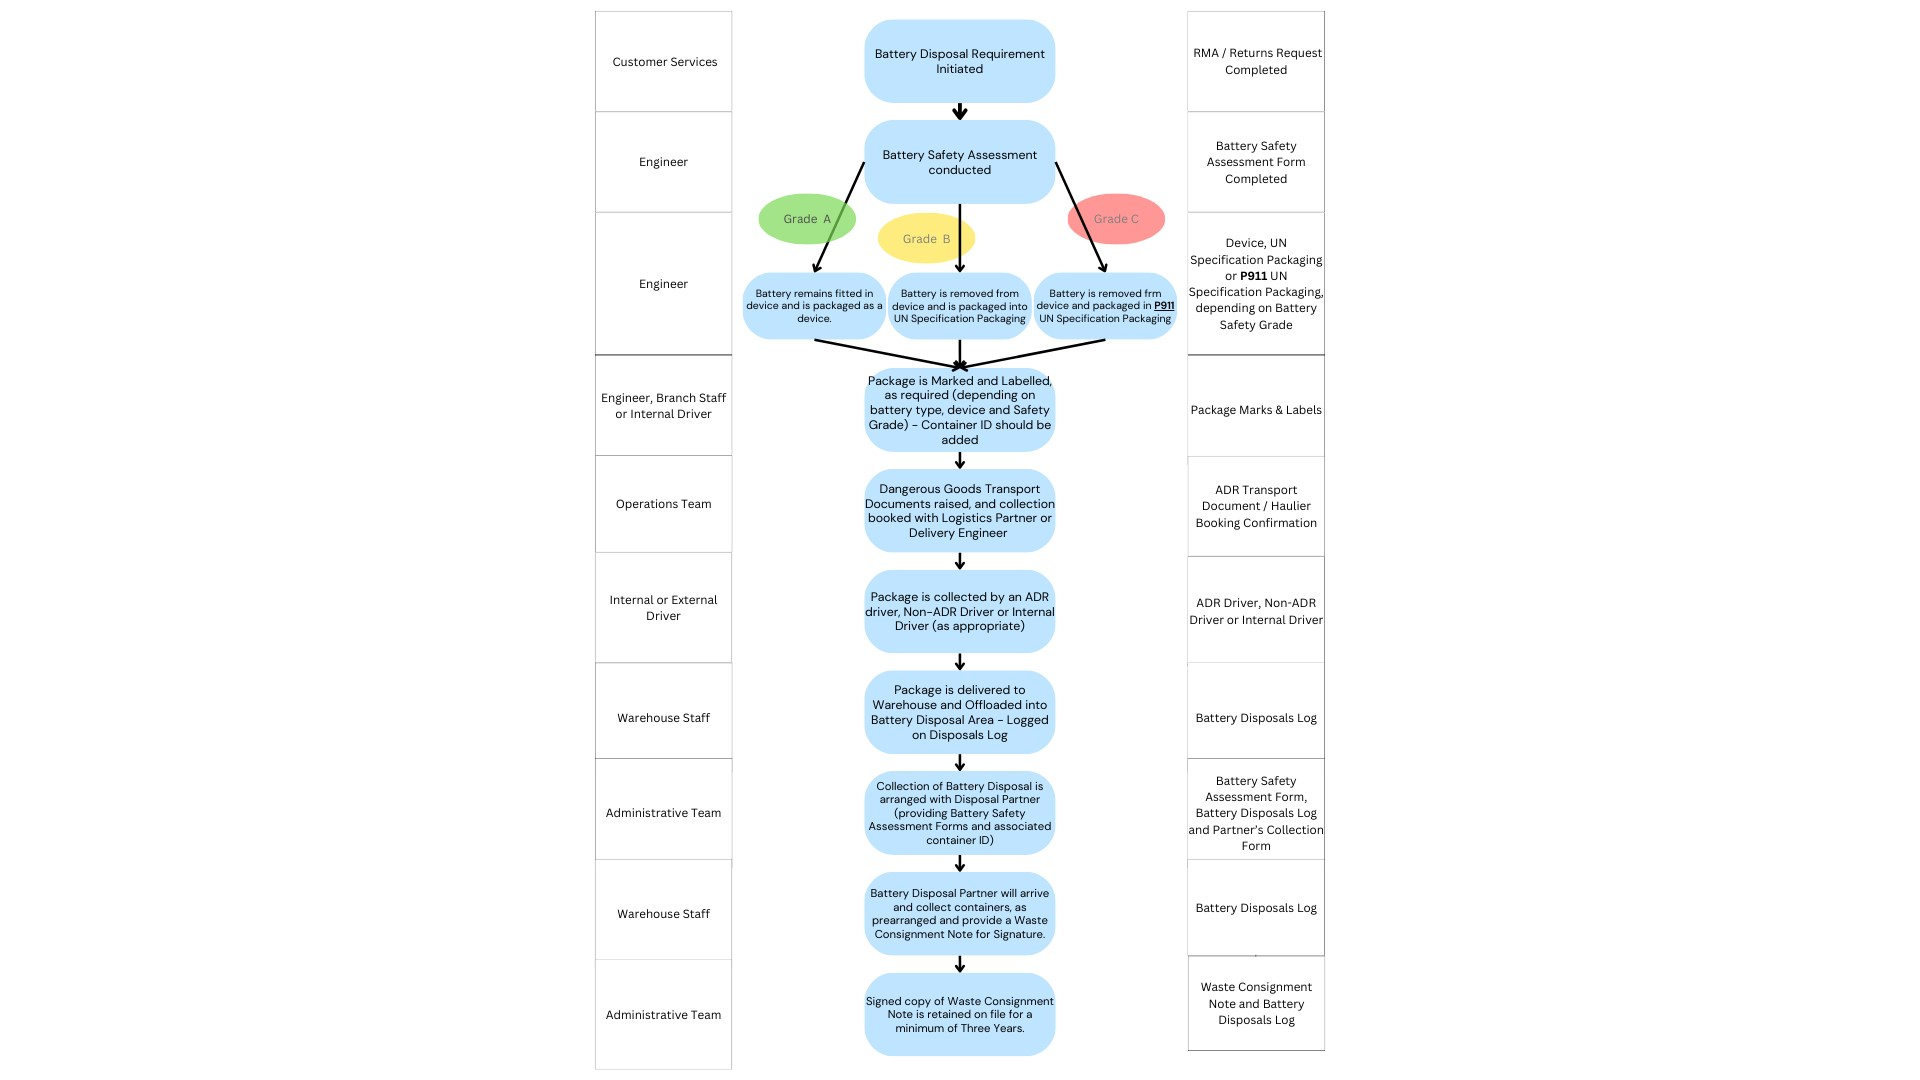 Customer Services
Battery Disposal Requirement
Initiated
RMA / Returns Request
Completed
Engineer
Battery Safety Assessment
conducted
Battery Safety
Assessment Form
Completed
Grade A
Grade B
Grade C
Engineer
Battery remains fitted in
device and is packaged as a
device.
Battery is removed from
device and is packaged into
UN Specification Packaging
Battery is removed frm
device and packaged in P911
UN Specification Packaging
Device, UN
Specification Packaging
or P911 UN
Specification Packaging,
depending on Battery
Safety Grade
Engineer, Branch Staff
or Internal Driver
Package is Marked and Labelled,
as required (depending on
battery type, device and Safety
Grade) - Container ID should be
added
Package Marks & Labels
Operations Team
Dangerous Goods Transport
Documents raised, and collection
booked with Logistics Partner or
Delivery Engineer
ADR Transport
Document / Haulier
Booking Confirmation
Internal or External
Driver
Package is collected by an ADR
driver, Non-ADR Driver or Internal
Driver (as appropriate)
ADR Driver, Non-ADR
Driver or Internal Driver
Warehouse Staff
Package is delivered to
Warehouse and Offloaded into
Battery Disposal Area - Logged
on Disposals Log
Battery Disposals Log
Administrative Team
Collection of Battery Disposal is
arranged with Disposal Partner
(providing Battery Safety
Assessment Forms and associated
container ID)
Battery Safety
Assessment Form,
Battery Disposals Log
and Partner's Collection
Form
Warehouse Staff
Battery Disposal Partner will arrive
and collect containers, as
prearranged and provide a Waste
Consignment Note for Signature.
Battery Disposals Log
Administrative Team
Signed copy of Waste Consignment
Note is retained on file for a
minimum of Three Years.
Waste Consignment
Note and Battery
Disposals Log